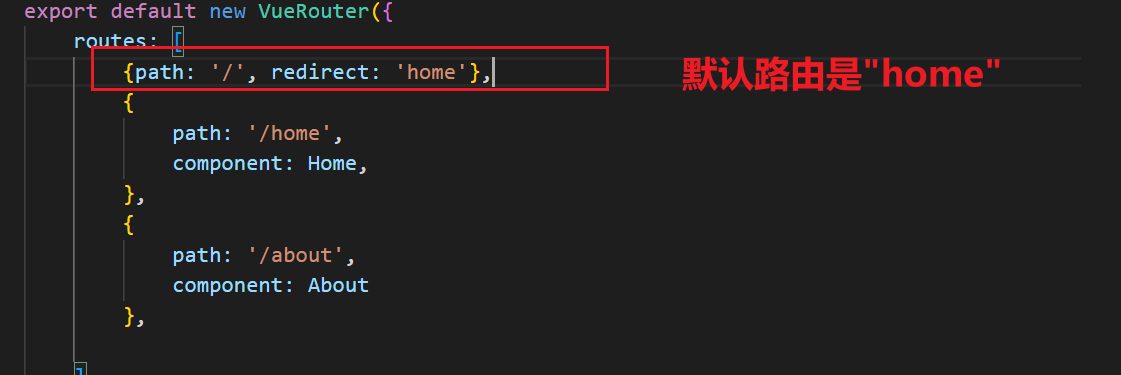 export default new VueRouter({
routes: [
{path: '/', redirect: 'home'}, 默认路由是"home"
{
path: '/home',
component: Home,
},
{
path: '/about',
component: About
},
]